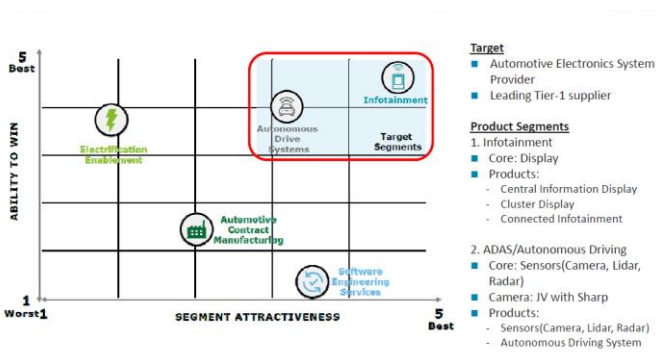 5
Best
ABILITY TO WIN
Infotainment
Autonomous
Drive
Systems
Target
Segments
Electrification
Enablement
Automotive
Contract
Manufacturing
Software
Engineering
Services
1
Worst
1
SEGMENT ATTRACTIVENESS
5
Best
Target
■ Automotive Electronics System
Provider
■ Leading Tier-1 supplier
Product Segments
1. Infotainment
■ Core: Display
■ Products:
- Central Information Display
- Cluster Display
- Connected Infotainment
2. ADAS/Autonomous Driving
■ Core: Sensors(Camera, Lidar,
Radar)
■ Camera: JV with Sharp
■ Products:
- Sensors(Camera, Lidar, Radar)
- Autonomous Driving System